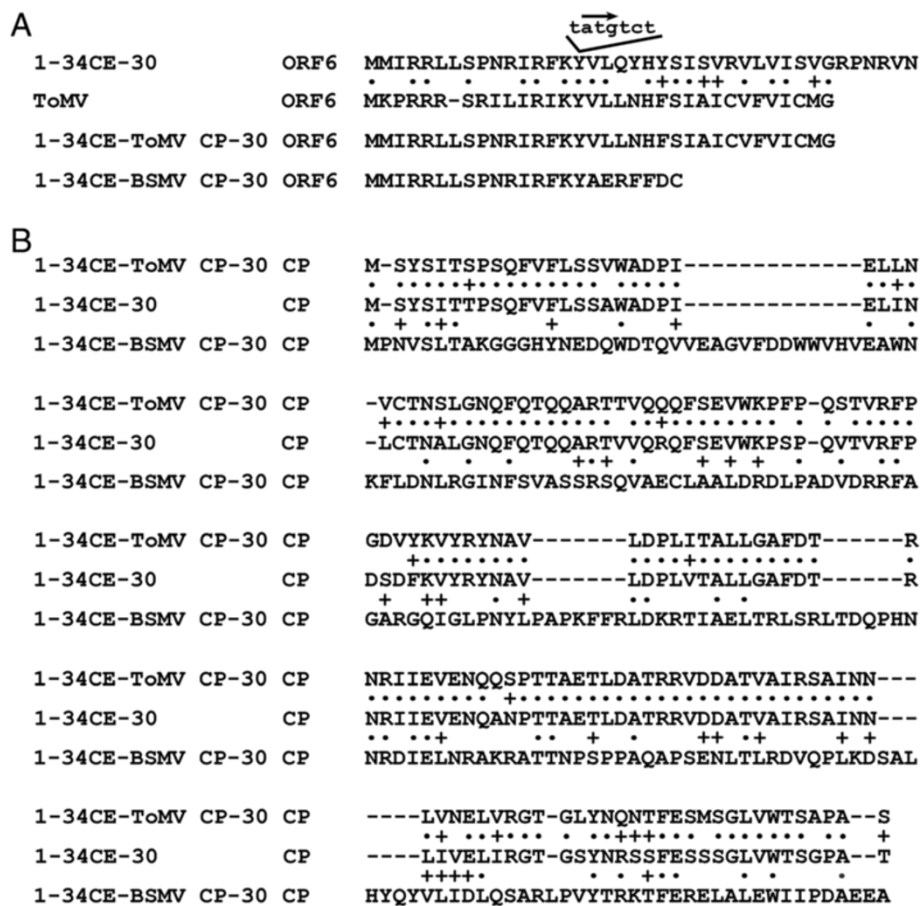 A
tatgtct
1-34CE-30 ORF6 MMIRRLLSPNRIRFKYVLQYHYSISVRVLVISVGRPNRVN
ToMV ORF6 MKPRRR-SRILIRIKYVLLNHFSIAICVFVICMG
1-34CE-ToMV CP-30 ORF6 MMIRRLLSPNRIRFKYVLLNHFSIAICVFVICMG
1-34CE-BSMV CP-30 ORF6 MMIRRLLSPNRIRFKYAERFFDC
B
1-34CE-ToMV CP-30 CP M-SYSITSPSQFVFLSSVWADPI-----------ELLN
1-34CE-30 CP M-SYSITTPSQFVFLSSAWADPI-----------ELIN
1-34CE-BSMV CP-30 CP MPNVSLTAKGGGHYNEDQWDTQVVEAGVFDDWWVHVEAWN
1-34CE-ToMV CP-30 CP -VCTNSLGNQFQTQQARTTVQQQFSEVWKPFP-QSTVRFP
1-34CE-30 CP -LCTNALGNQFQTQQARTVVQRQFSEVWKPSP-QVTVRFP
1-34CE-BSMV CP-30 CP KFLDNLRGINFSVASSRSQVAECLAALDRDLPADVDRRFA
1-34CE-ToMV CP-30 CP GDVYKVYRYNAV-------LDPLITALLGAFDT------R
1-34CE-30 CP DSDFKVYRYNAV-------LDPLVTALLGAFDT------R
1-34CE-BSMV CP-30 CP GARGQIGLPNYLPAPKFFRLDKRTIAELTRLSRLTDQPHN
1-34CE-ToMV CP-30 CP NRIIEVENQQSPTTAETLDATRRVDDATVAIRSAINN---
1-34CE-30 CP NRIIEVENQANPTTAETLDATRRVDDATVAIRSAINN---
1-34CE-BSMV CP-30 CP NRDIELNRAKRATTNPSPPAQAPSENLTLRDVQPLKDSAL
1-34CE-ToMV CP-30 CP ----LVNELVRGT-GLYNQNTFESMSGLVWTSAPA--S
1-34CE-30 CP ----LIVELIRGT-GSYNRSSFESSSGLVWTSGPA--T
1-34CE-BSMV CP-30 CP HYQYVLIDLQSARLPVYTRKTFERELALEWIIPDAEEA